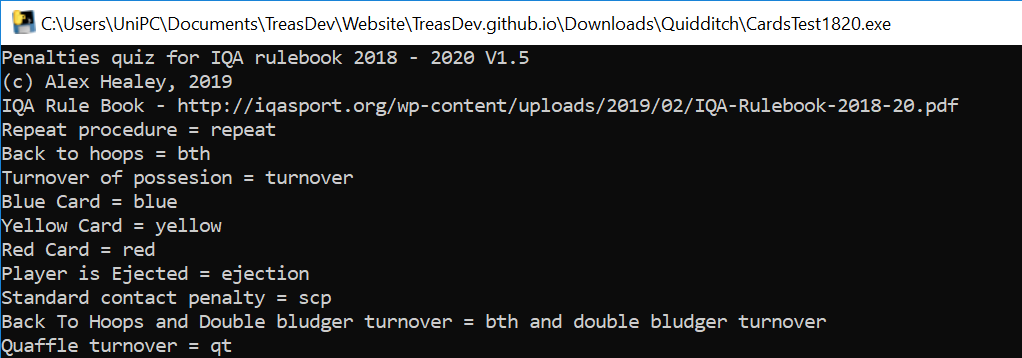 C:\Users\UniPC\Documents\TreasDev\Website\TreasDev.github.io\Downloads\Quidditch\CardsTest1820.exe
Penalties quiz for IQA rulebook 2018 - 2020 V1.5
(c) Alex Healey, 2019
IQA Rule Book - http://iqasport.org/wp-content/uploads/2019/02/IQA-Rulebook-2018-20.pdf
Repeat procedure = repeat
Back to hoops = bth
Turnover of possesion = turnover
Blue Card = blue
Yellow Card = yellow
Red Card = red
Player is Ejected = ejection
Standard contact penalty = scp
Back To Hoops and Double bludger turnover = bth and double bludger turnover
Quaffle turnover = qt